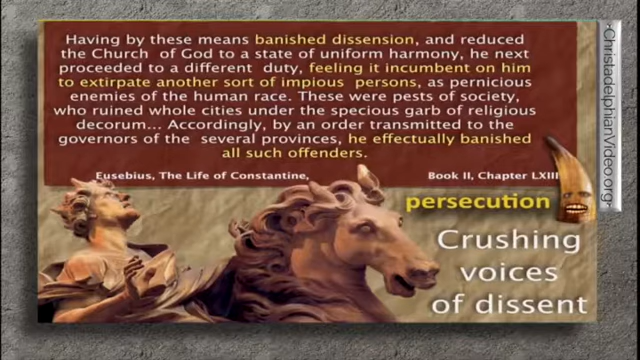 Having by these means banished dissension, and reduced
the Church of God to a state of uniform harmony, he next
proceeded to a different duty, feeling it incumbent on him
to extirpate another sort of impious persons, as pernicious
enemies of the human race. These were pests of society,
who ruined whole cities under the specious garb of religious
decorum... Accordingly, by an order transmitted to the
governors of the several provinces, he effectually banished
all such offenders.
Eusebius, The Life of Constantine, Book II, Chapter LXIII
persecution
Crushing
voices
of dissent
ChristadelphianVideo.org